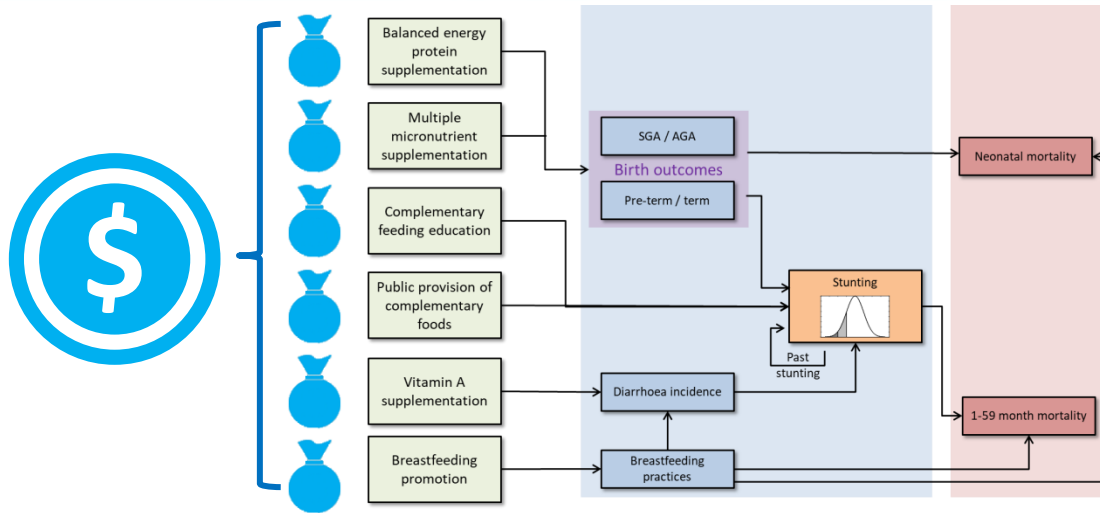 $
Balanced energy
protein
supplementation
Multiple
micronutrient
supplementation
Complementary
feeding education
Public provision of
complementary
foods
Vitamin A
supplementation
Breastfeeding
promotion
SGA / AGA
Birth outcomes
Pre-term / term
Stunting
Past
stunting
Diarrhoea incidence
Breastfeeding
practices
Neonatal mortality
1-59 month mortality